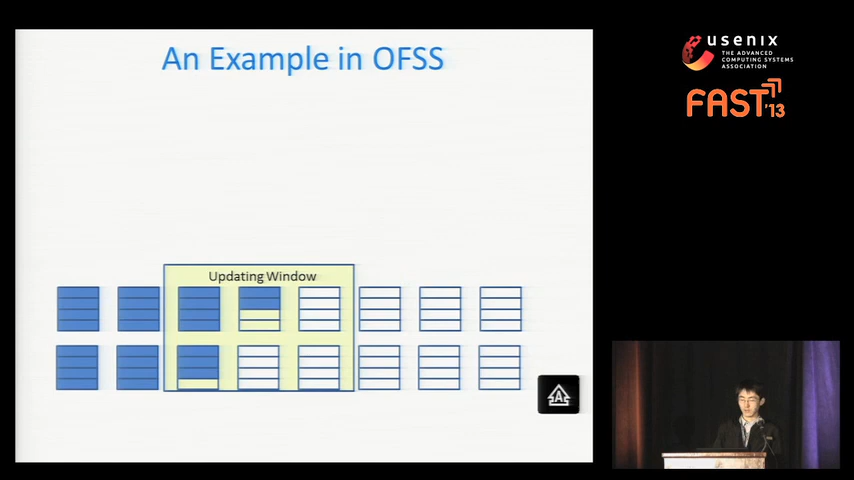 An Example in OFSS
Updating Window
A
usenix
THE ADVANCED
COMPUTING SYSTEMS
ASSOCIATION
FAST'13